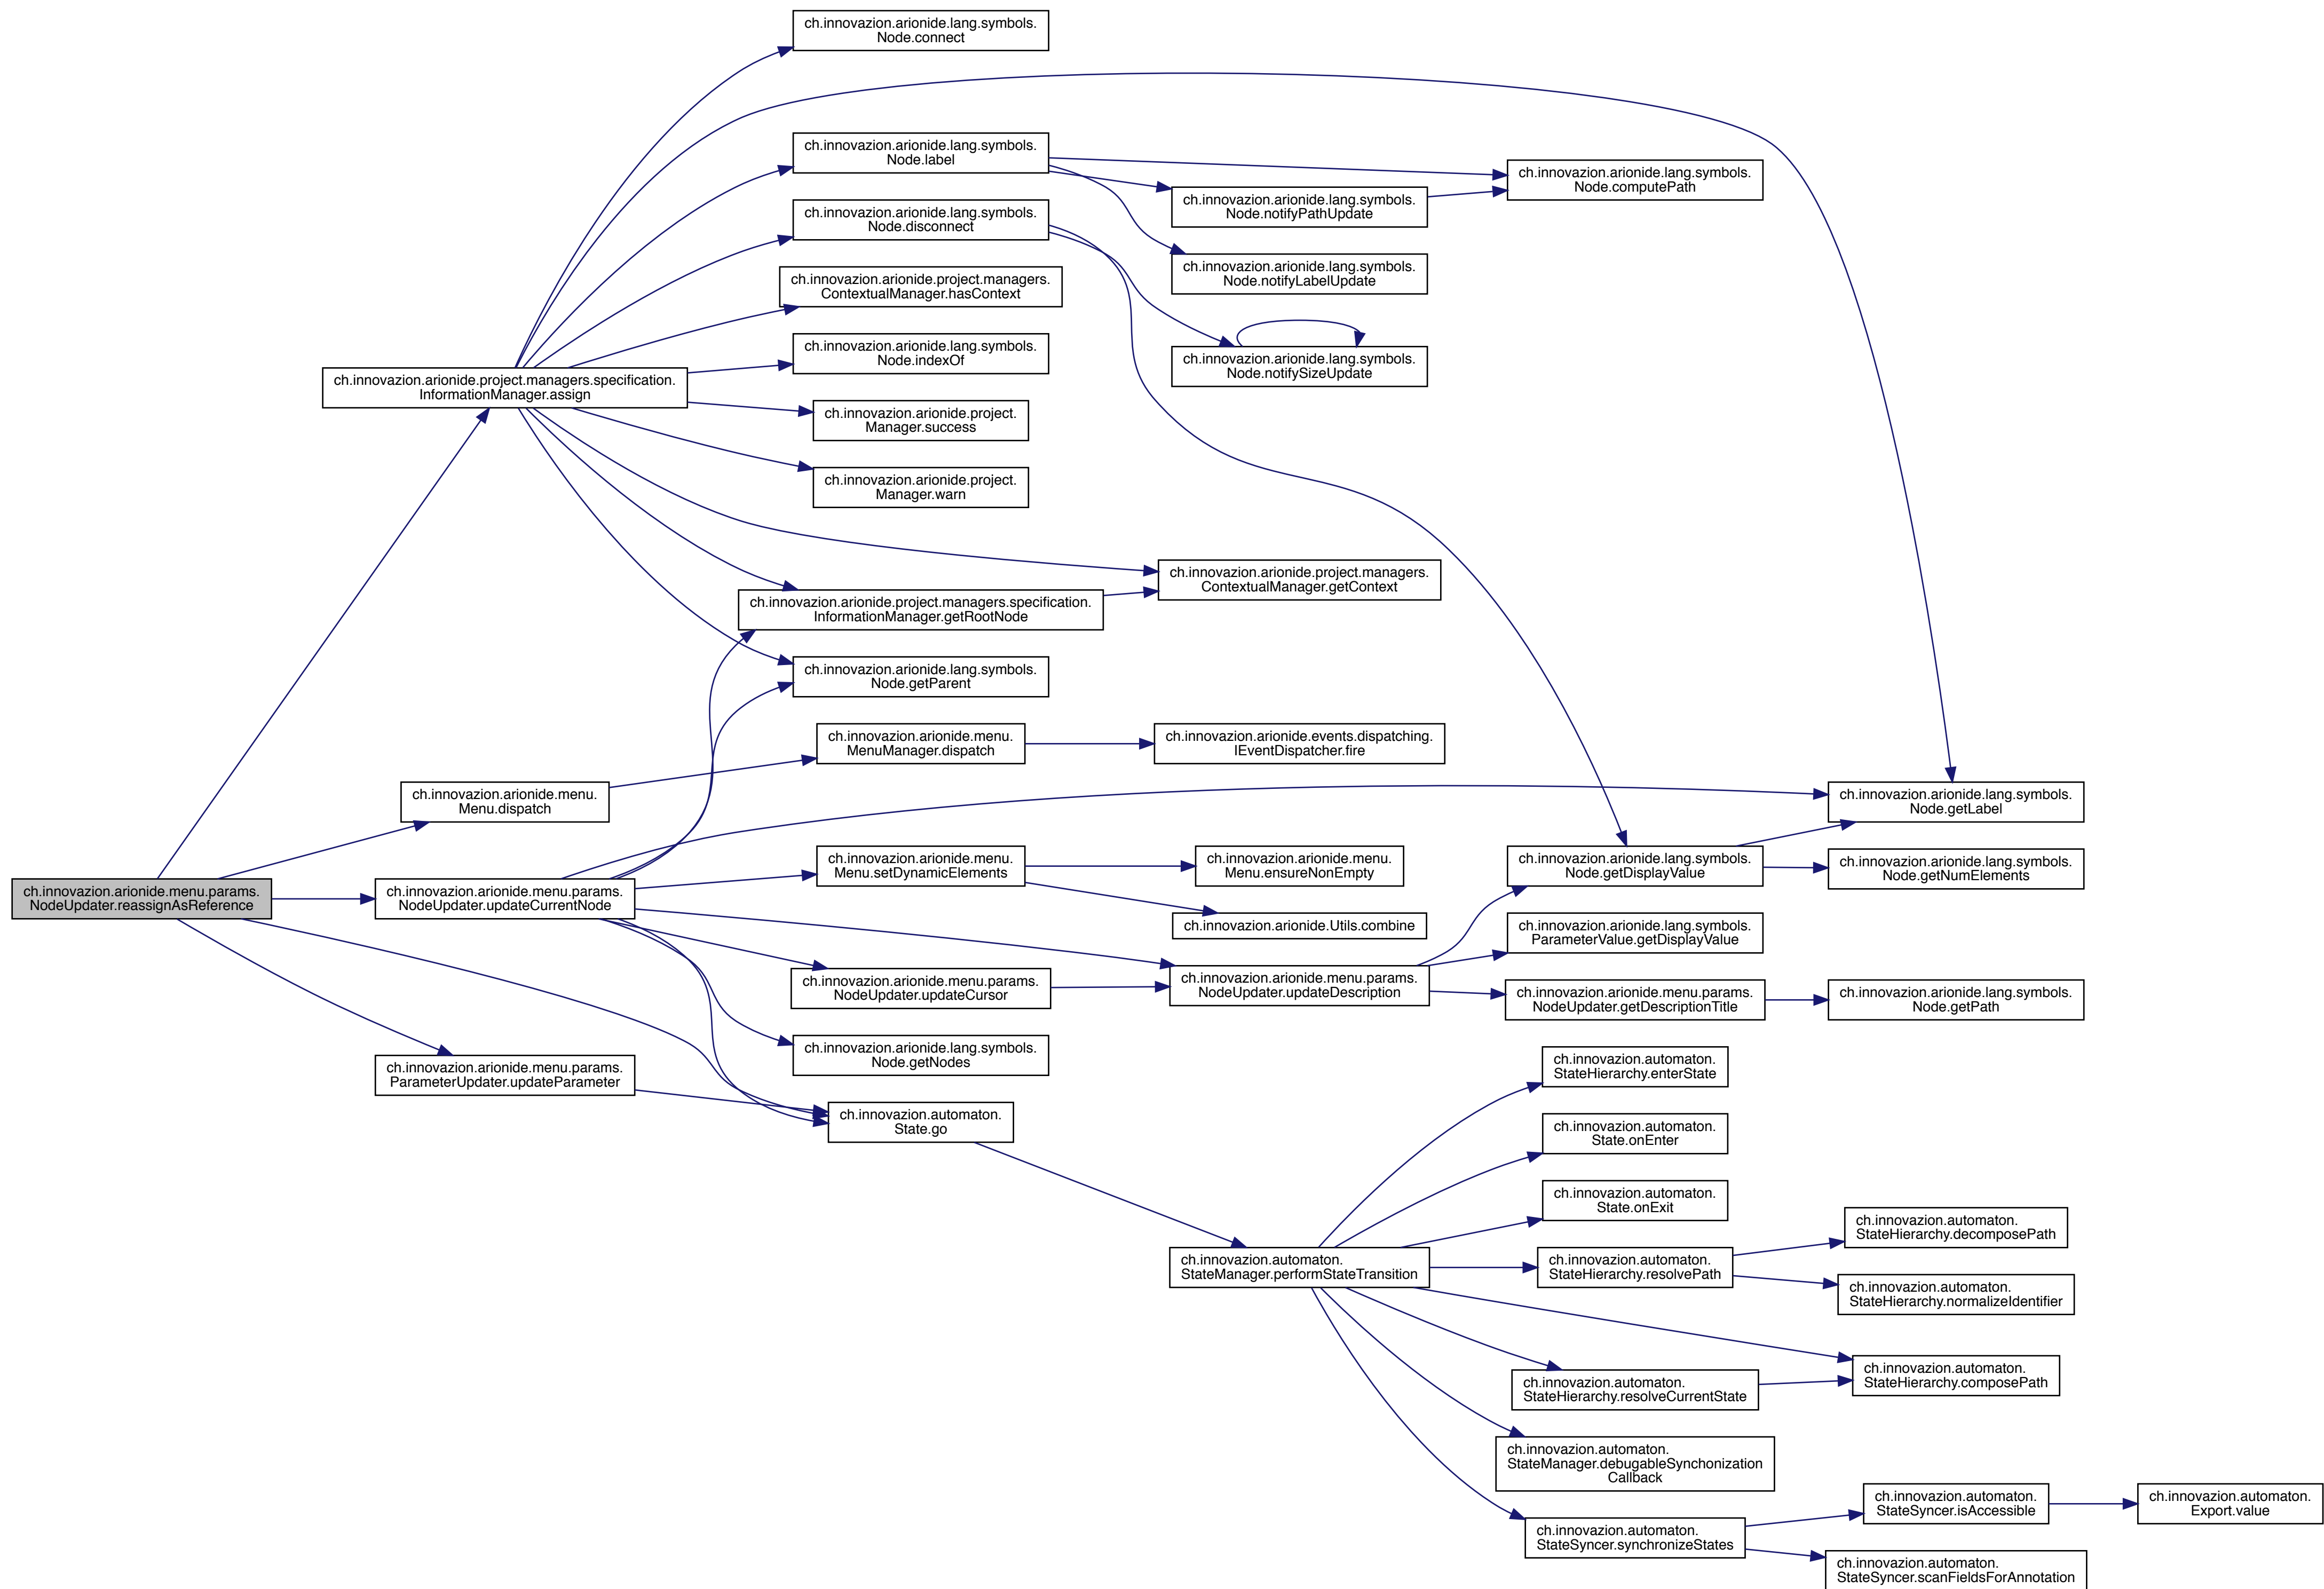 ch.innovazion.arionide.lang.symbols.
Node.connect
ch.innovazion.arionide.lang.symbols.
Node.label
ch.innovazion.arionide.lang.symbols.
Node.computePath
ch.innovazion.arionide.lang.symbols.
Node.notifyPathUpdate
ch.innovazion.arionide.lang.symbols.
Node.disconnect
ch.innovazion.arionide.lang.symbols.
Node.notifyLabelUpdate
ch.innovazion.arionide.project.managers.
ContextualManager.hasContext
ch.innovazion.arionide.lang.symbols.
Node.indexOf
ch.innovazion.arionide.lang.symbols.
Node.notifySizeUpdate
ch.innovazion.arionide.project.managers.specification.
InformationManager.assign
ch.innovazion.arionide.project.
Manager.success
ch.innovazion.arionide.project.
Manager.warn
ch.innovazion.arionide.project.managers.
ContextualManager.getContext
ch.innovazion.arionide.project.managers.specification.
InformationManager.getRootNode
ch.innovazion.arionide.lang.symbols.
Node.getParent
ch.innovazion.arionide.menu.
MenuManager.dispatch
ch.innovazion.arionide.events.dispatching.
IEventDispatcher.fire
ch.innovazion.arionide.menu.
Menu.dispatch
ch.innovazion.arionide.lang.symbols.
Node.getLabel
ch.innovazion.arionide.menu.
Menu.setDynamicElements
ch.innovazion.arionide.menu.
Menu.ensureNonEmpty
ch.innovazion.arionide.lang.symbols.
Node.getDisplayValue
ch.innovazion.arionide.lang.symbols.
Node.getNumElements
ch.innovazion.arionide.menu.params.
NodeUpdater.reassignAsReference
ch.innovazion.arionide.menu.params.
NodeUpdater.updateCurrentNode
ch.innovazion.arionide.Utils.combine
ch.innovazion.arionide.lang.symbols.
ParameterValue.getDisplayValue
ch.innovazion.arionide.menu.params.
NodeUpdater.updateCursor
ch.innovazion.arionide.menu.params.
NodeUpdater.updateDescription
ch.innovazion.arionide.menu.params.
NodeUpdater.getDescriptionTitle
ch.innovazion.arionide.lang.symbols.
Node.getPath
ch.innovazion.arionide.lang.symbols.
Node.getNodes
ch.innovazion.arionide.menu.params.
ParameterUpdater.updateParameter
ch.innovazion.automaton.
StateHierarchy.enterState
ch.innovazion.automaton.
State.go
ch.innovazion.automaton.
State.onEnter
ch.innovazion.automaton.
State.onExit
ch.innovazion.automaton.
StateHierarchy.decomposePath
ch.innovazion.automaton.
StateManager.performStateTransition
ch.innovazion.automaton.
StateHierarchy.resolvePath
ch.innovazion.automaton.
StateHierarchy.normalizeIdentifier
ch.innovazion.automaton.
StateHierarchy.composePath
ch.innovazion.automaton.
StateHierarchy.resolveCurrentState
ch.innovazion.automaton.
StateManager.debugableSynchonization
Callback
ch.innovazion.automaton.
StateSyncer.isAccessible
ch.innovazion.automaton.
Export.value
ch.innovazion.automaton.
StateSyncer.synchronizeStates
ch.innovazion.automaton.
StateSyncer.scanFieldsForAnnotation